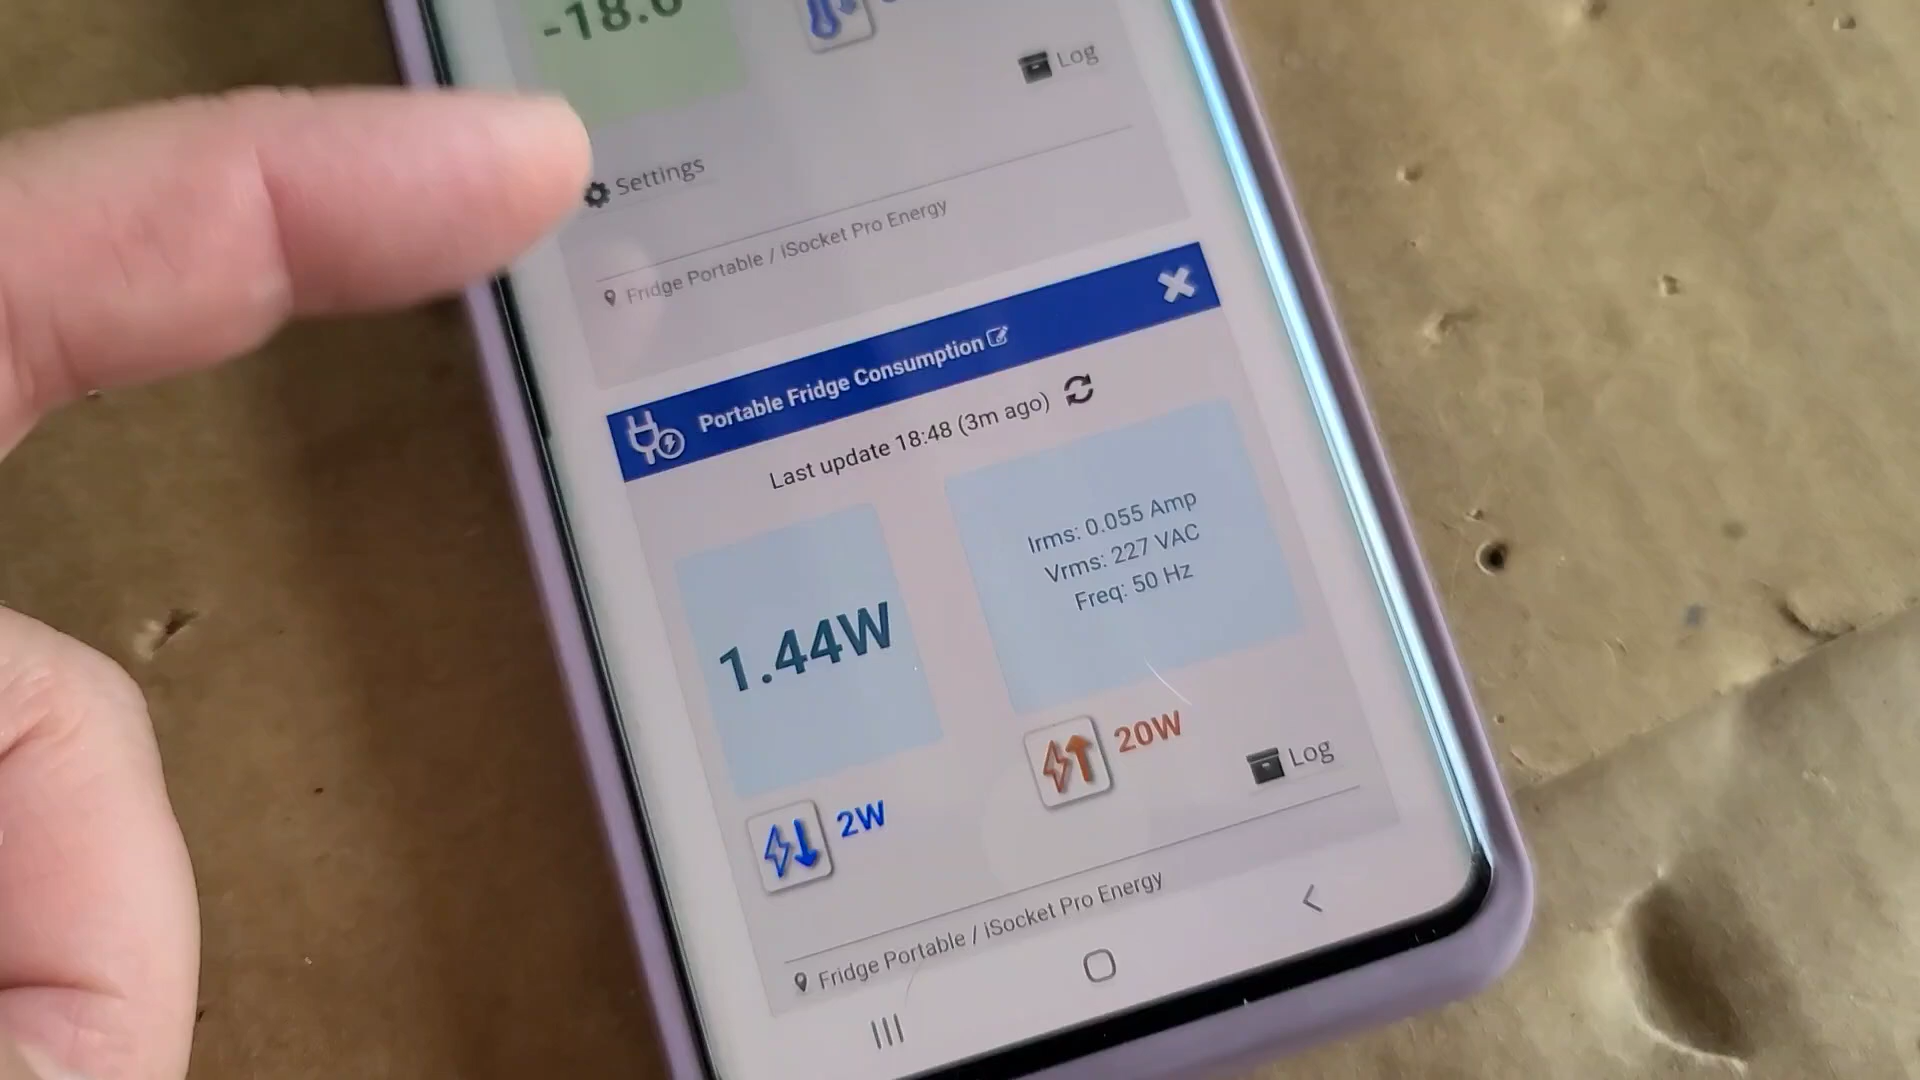 Log
Settings
Fridge Portable / iSocket Pro Energy
Portable Fridge Consumption
Last update 18:48 (3m ago)
Irms: 0.055 Amp
Vrms: 227 VAC
Freq: 50 Hz
1.44W
20W
Log
2W
Fridge Portable / iSocket Pro Energy